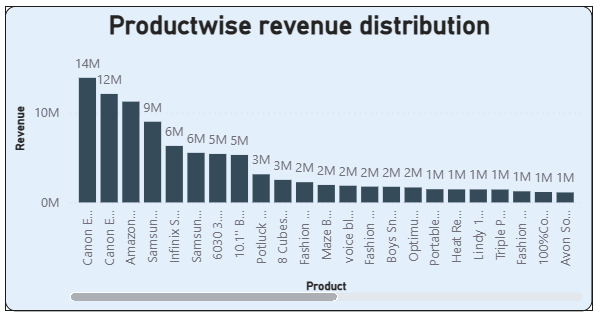 Productwise revenue distribution
14M
12M
9M
6M
6M 5M 5M
3M 3M 2M 2M 2M 2M 2M 2M 1M 1M 1M 1M 1M 1M 1M
Revenue
10M
0M
Canon E...
Canon E...
Amazon...
Samsun...
Infinix S...
Samsun...
6030 3....
10.1" B...
Potluck ...
8 Cubes...
Fashion ...
Maze B...
voice bl...
Fashion ...
Boys Sn...
Optimu...
Portable...
Heat Re...
Lindy 1...
Triple P...
Fashion ...
100%Co...
Avon So...
Product